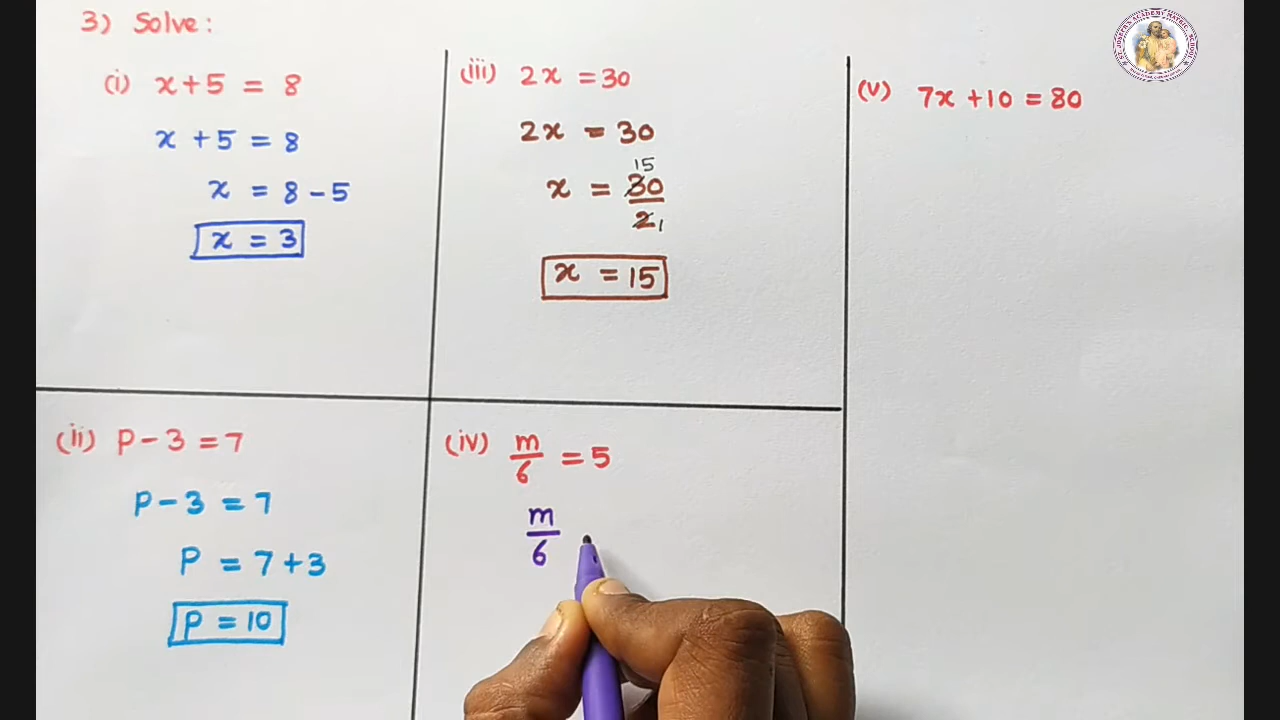 3) Solve:
(i) x+5 = 8
x +5 = 8
x = 8 - 5
x = 3
(ii) P - 3 = 7
P - 3 = 7
P = 7 + 3
P = 10
(iii) 2x = 30
2x = 30
15
x = 30
2 1
x = 15
(iv) m/6 = 5
m/6
(v) 7x +10 = 80